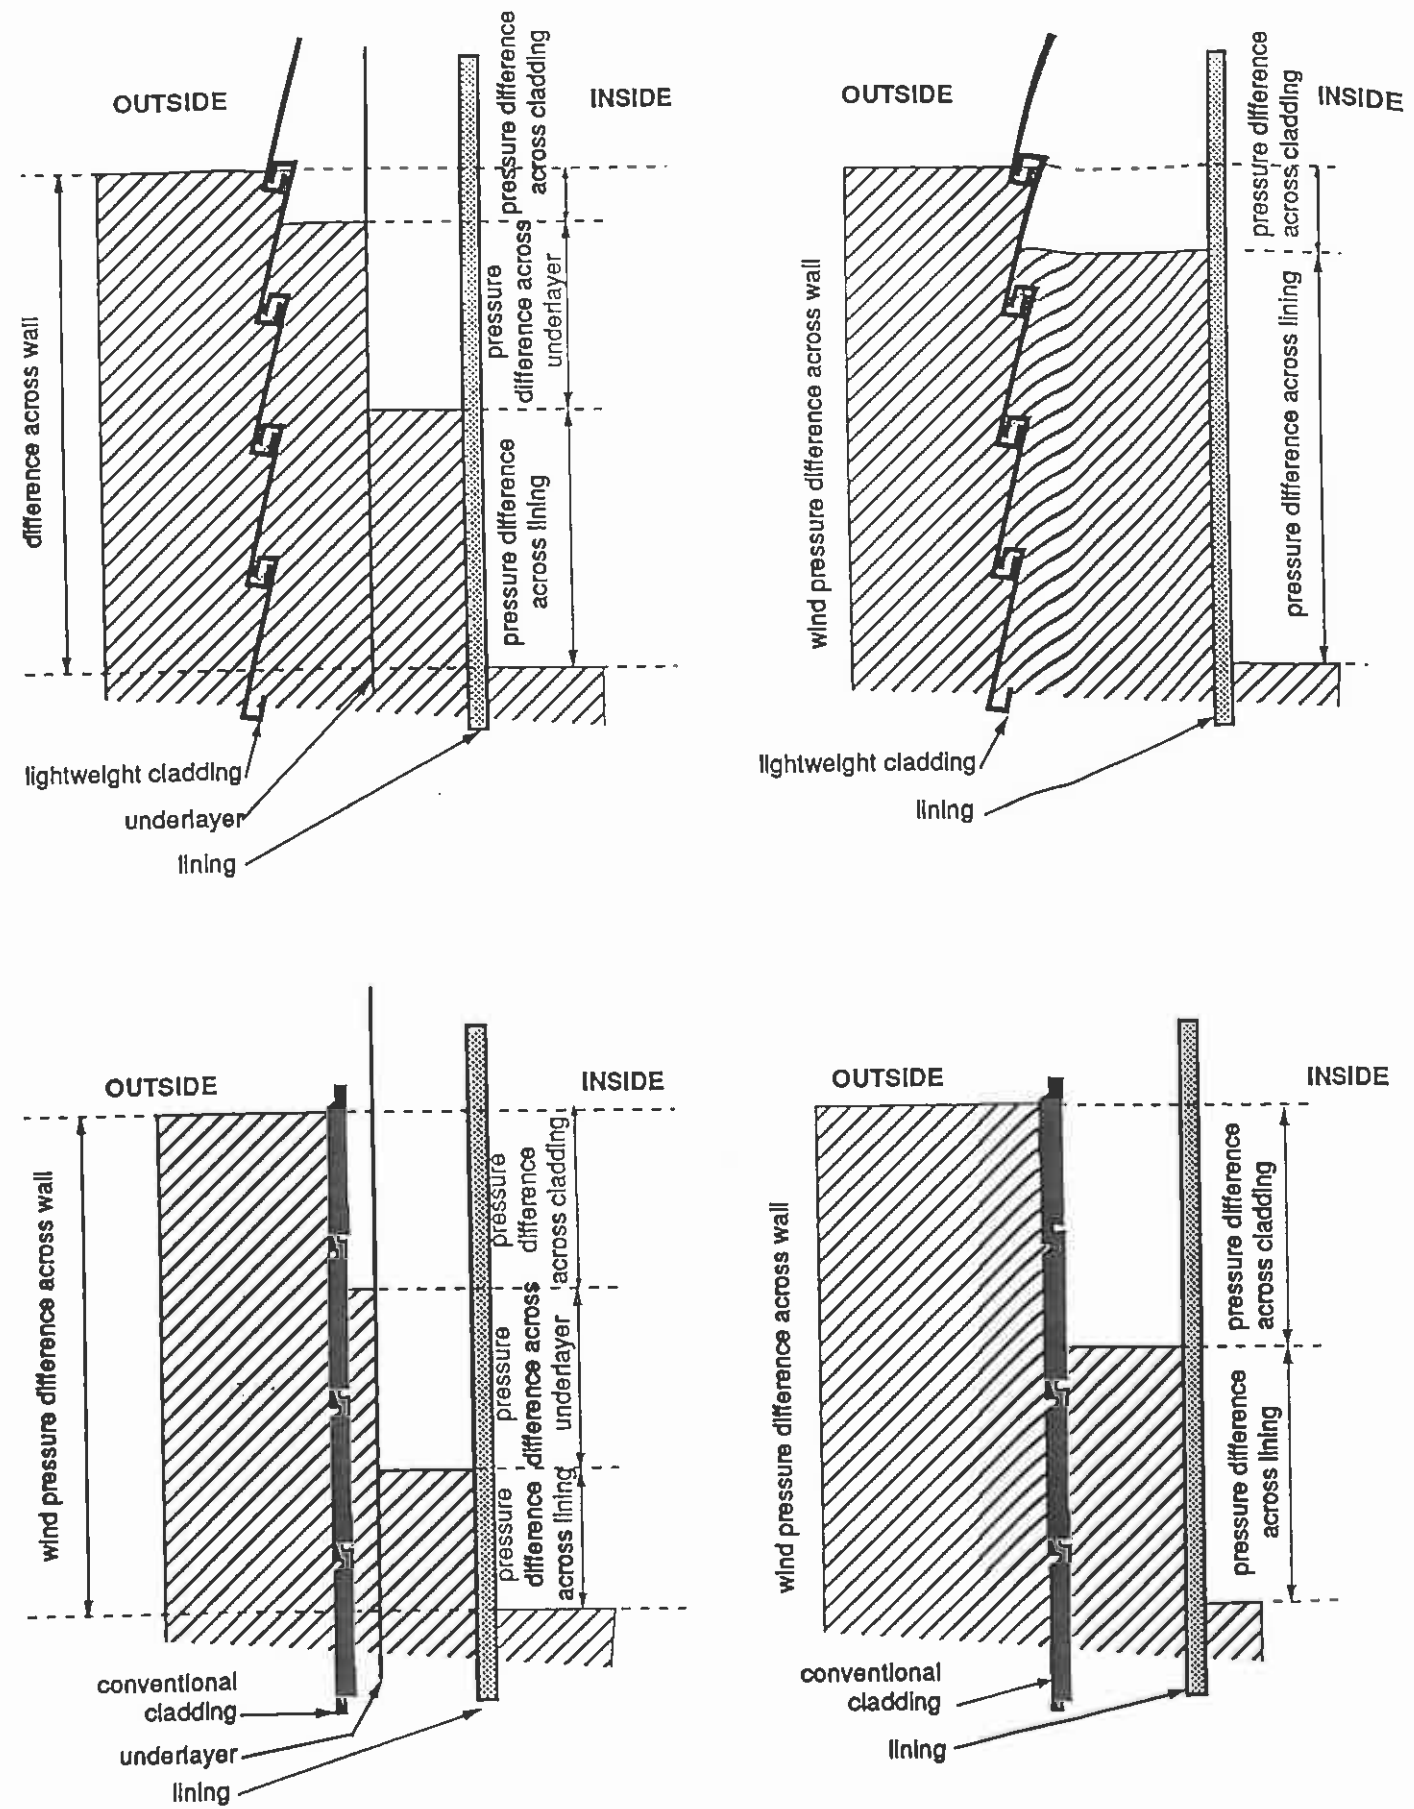 OUTSIDE
INSIDE
pressure difference
across cladding
pressure
difference across
underlayer
pressure difference
across lining
difference across wall
lightweight cladding
underlayer
lining
OUTSIDE
INSIDE
pressure difference
across cladding
pressure difference across lining
wind pressure difference across wall
lightweight cladding
lining
OUTSIDE
INSIDE
pressure
difference
across cladding
pressure
difference across
underlayer
pressure
difference
across lining
wind pressure difference across wall
conventional
cladding
underlayer
lining
OUTSIDE
INSIDE
pressure difference
across cladding
pressure difference
across lining
wind pressure difference across wall
conventional
cladding
lining